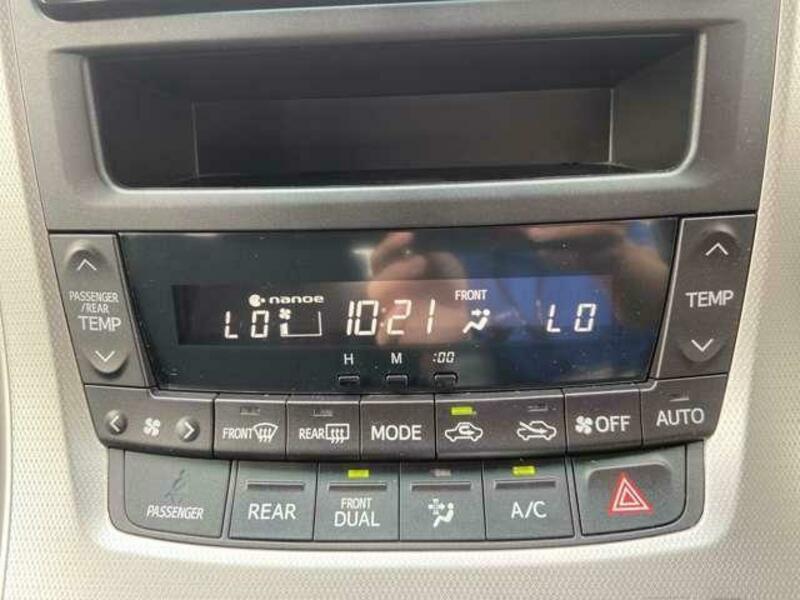 nanoe
FRONT
LO 10:21 LO
PASSENGER
/REAR
TEMP
TEMP
H M :00
FRONT REAR MODE OFF AUTO
PASSENGER REAR FRONT
DUAL A/C